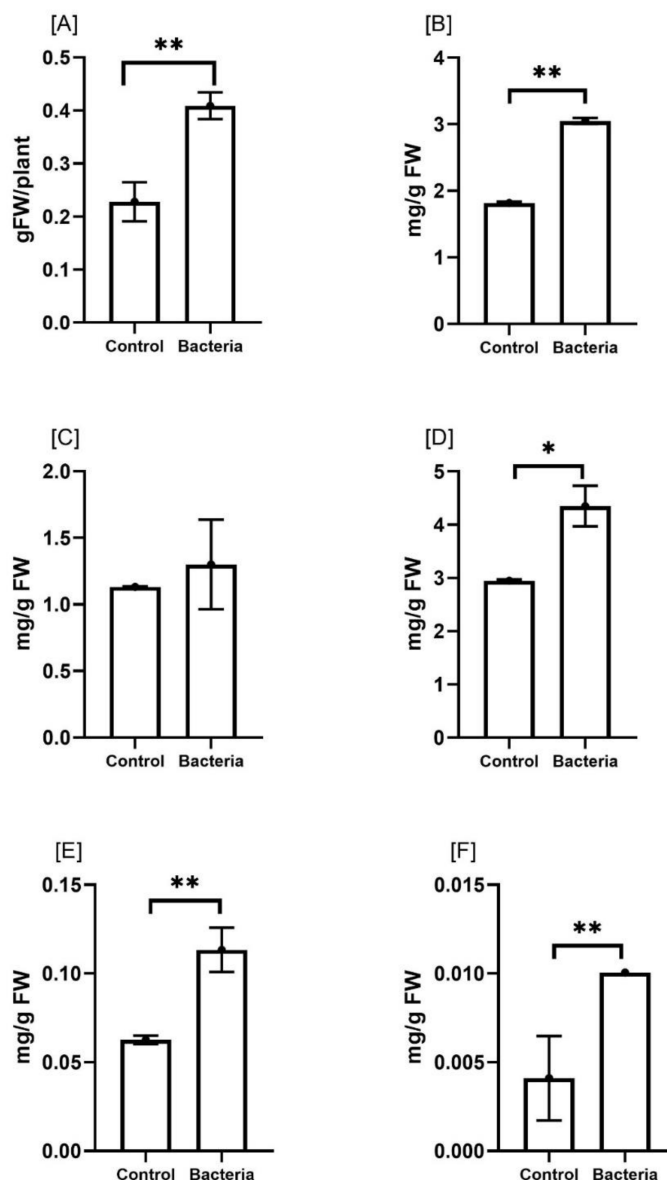 [A]
**
gFW/plant
0.5
0.4
0.3
0.2
0.1
0.0
Control Bacteria
[B]
**
mg/g FW
4
3
2
1
0
Control Bacteria
[C]
mg/g FW
2.0
1.5
1.0
0.5
0.0
Control Bacteria
[D]
*
mg/g FW
5
4
3
2
1
0
Control Bacteria
[E]
**
mg/g FW
0.15
0.10
0.05
0.00
Control Bacteria
[F]
**
mg/g FW
0.015
0.010
0.005
0.000
Control Bacteria